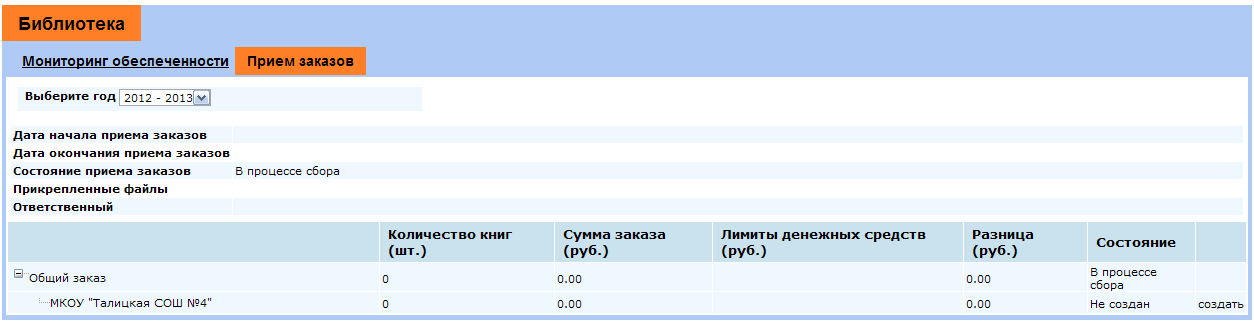 Библиотека
Мониторинг обеспеченности Прием заказов
Выберите год 2012 - 2013
Дата начала приема заказов
Дата окончания приема заказов
Состояние приема заказов В процессе сбора
Прикрепленные файлы
Ответственный
Количество книг (шт.) Сумма заказа (руб.) Лимиты денежных средств (руб.) Разница (руб.) Состояние
Общий заказ 0 0.00 0.00 В процессе сбора
МКОУ "Талицкая СОШ №4" 0 0.00 0.00 Не создан создать